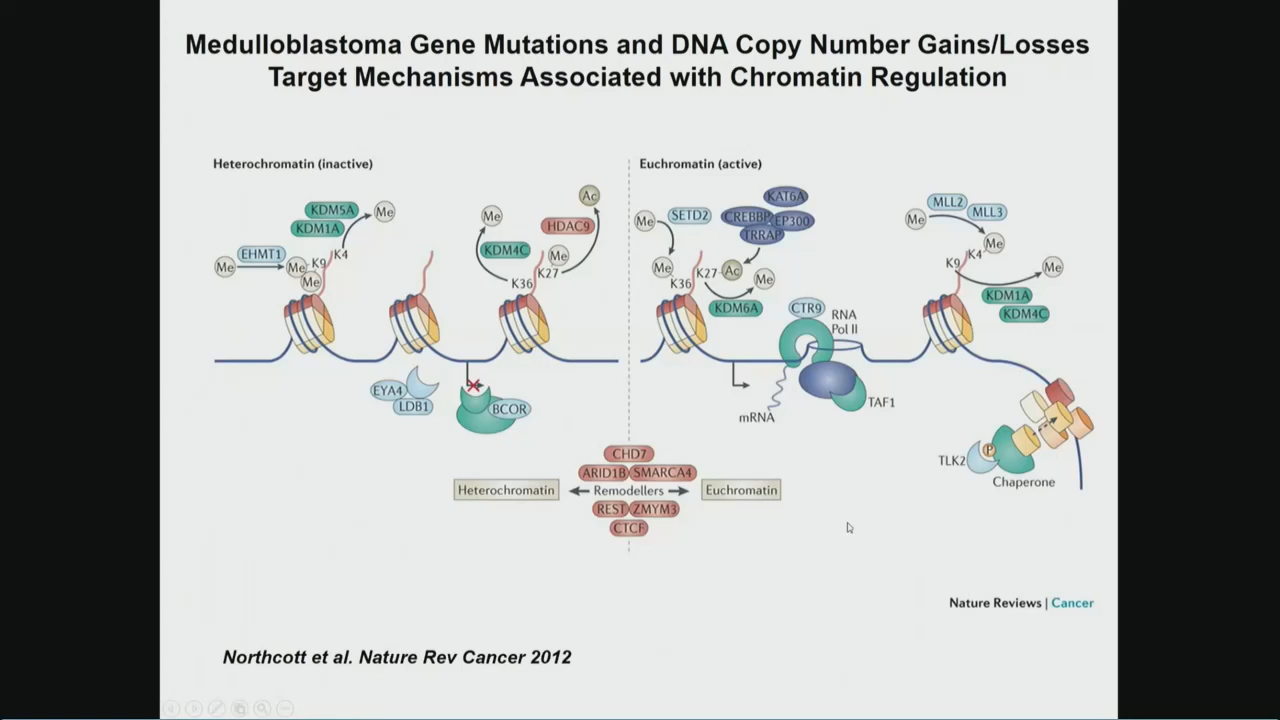 Medulloblastoma Gene Mutations and DNA Copy Number Gains/Losses
Target Mechanisms Associated with Chromatin Regulation
Heterochromatin (inactive)
Euchromatin (active)
KDM5A
KDM1A
Me
EHMT1
Me
Me
Me
K9
K4
Me
KDM4C
HDAC9
Ac
Me
K27
K36
Me
SETD2
KAT6A
CREBBP
EP300
TRRAP
Me
K36
K27
Ac
Me
KDM6A
CTR9
RNA
Pol II
MLL2
MLL3
Me
Me
K4
K9
Me
KDM1A
KDM4C
EYA4
LDB1
BCOR
mRNA
TAF1
TLK2
P
Chaperone
CHD7
ARID1B SMARCA4
Heterochromatin
Remodellers
Euchromatin
REST ZMYM3
CTCF
Nature Reviews | Cancer
Northcott et al. Nature Rev Cancer 2012